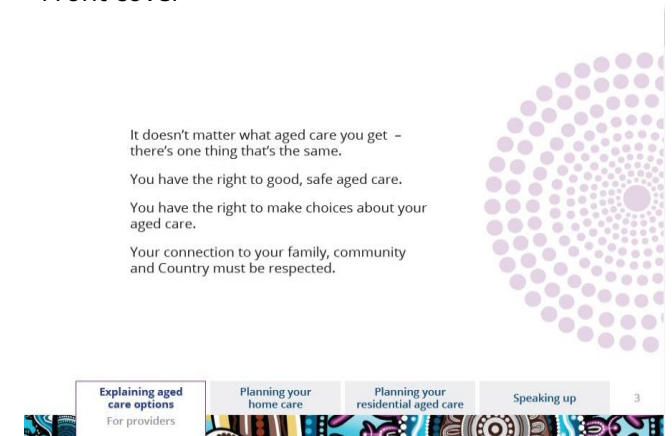 Front cover
It doesn't matter what aged care you get –
there's one thing that's the same.
You have the right to good, safe aged care.
You have the right to make choices about your
aged care.
Your connection to your family, community
and Country must be respected.
Explaining aged
care options
For providers
Planning your
home care
Planning your
residential aged care
Speaking up
3